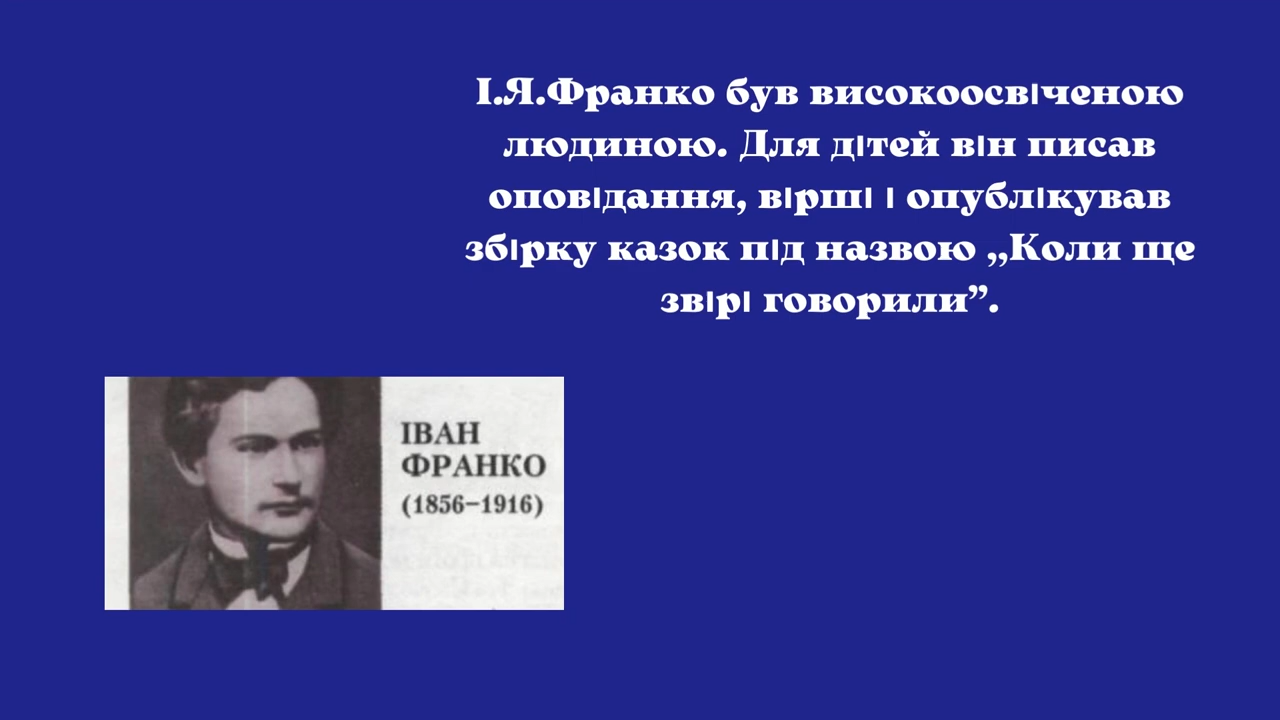 І.Я.Франко був високоосвіченою
людиною. Для дітей він писав
оповідання, вірші і опублікував
збірку казок під назвою ,,Коли ще
звірі говорили”.
ІВАН
ФРАНКО
(1856–1916)